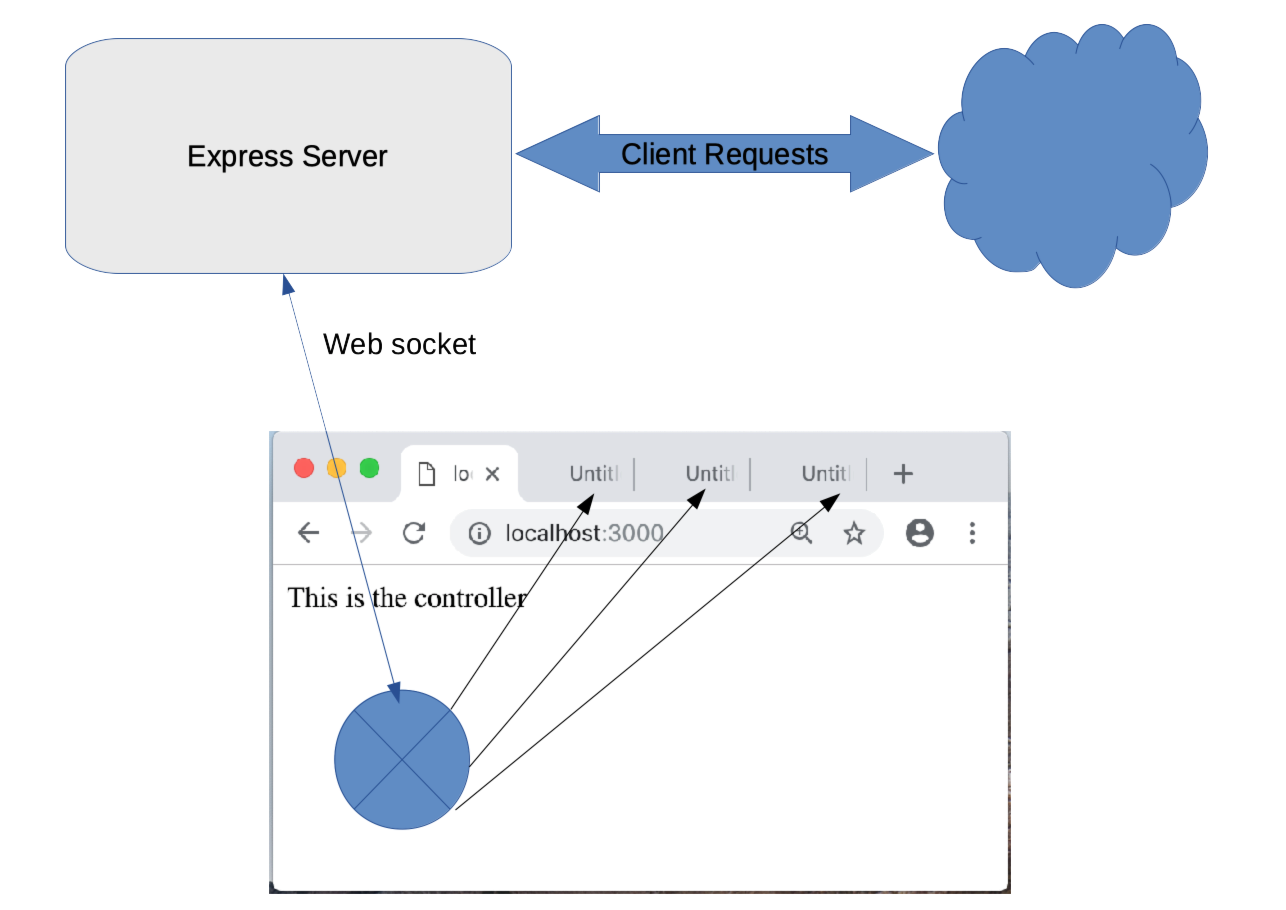 Express Server
Client Requests
Web socket
lo
Untitl
Untitl
Untitl
localhost:3000
This is the controller